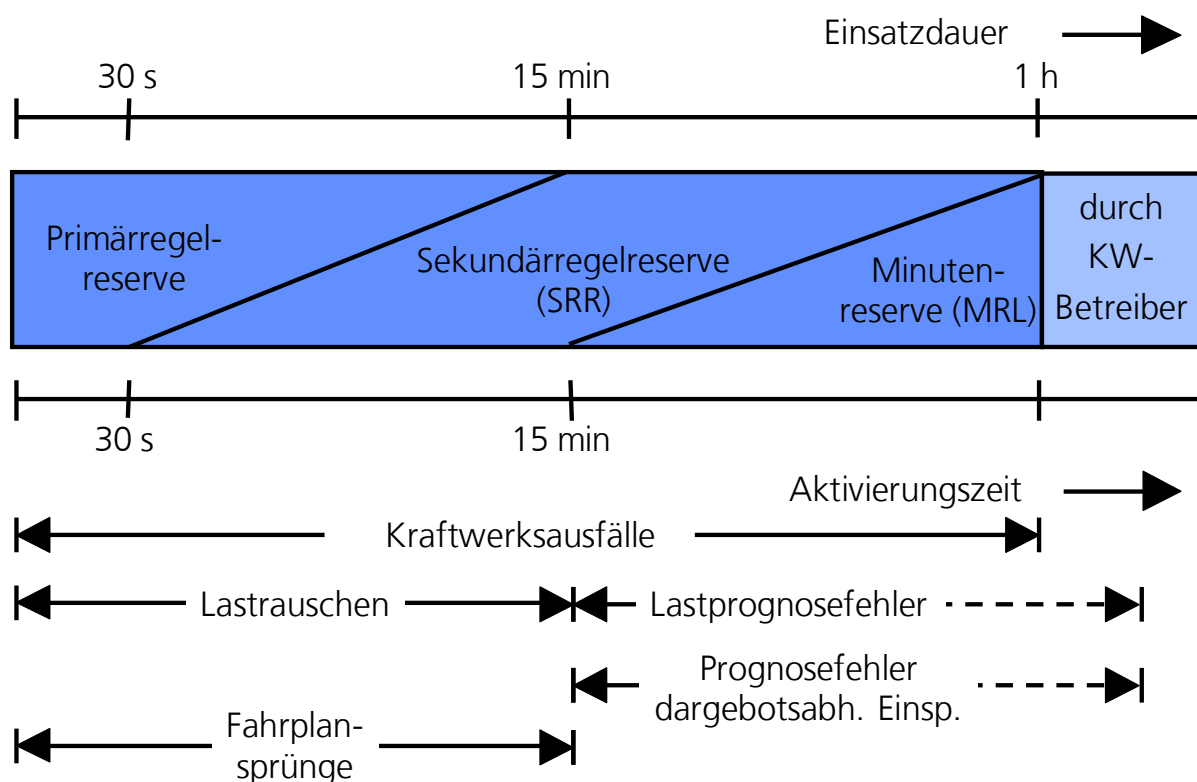 Einsatzdauer
30 s
15 min
1 h
Primärregel-
reserve
Sekundärregelreserve
(SRR)
Minuten-
reserve (MRL)
durch
KW-
Betreiber
30 s
15 min
Aktivierungszeit
Kraftwerksausfälle
Lastrauschen
Lastprognosefehler
Prognosefehler
dargebotsabh. Einsp.
Fahrplan-
sprünge